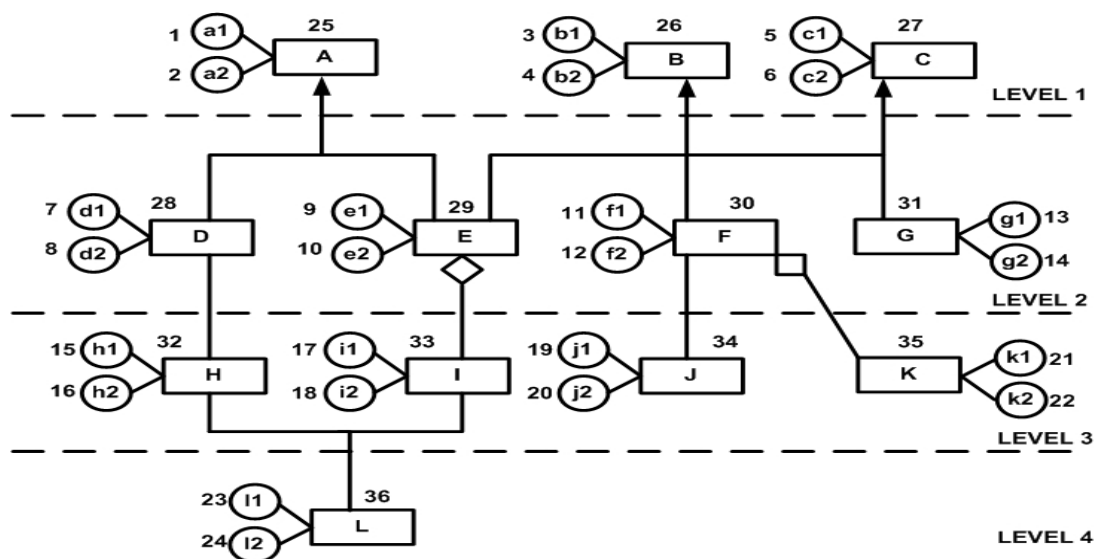 25 26 27
1 a1 3 b1 5 c1
A B C
2 a2 4 b2 6 c2
LEVEL 1
28 29 30 31
7 d1 9 e1 11 f1 g1 13
D E F G
8 d2 10 e2 12 f2 g2 14
LEVEL 2
32 33 34 35
15 h1 17 i1 19 j1 k1 21
H I J K
16 h2 18 i2 20 j2 k2 22
LEVEL 3
36
23 l1
L
24 l2
LEVEL 4